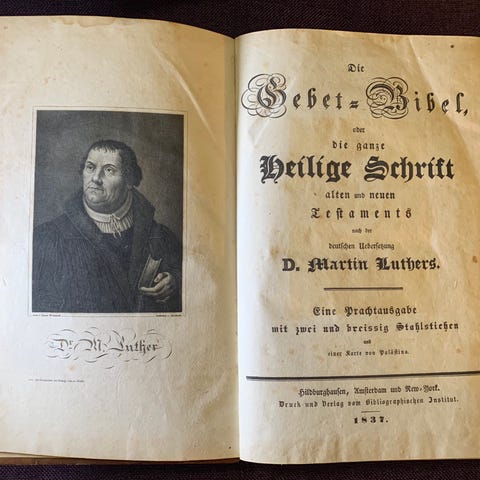 Dr. M. Luther
Die
Gebet-Bibel,
oder
die ganze
Heilige Schrift
alten und neuen
Testaments
nach der
deutschen Uebersetzung
D. Martin Luthers.
Eine Prachtausgabe
mit zwei und dreissig Stahlstichen
und
einer Karte von Palästina.
Hildburghausen, Amsterdam und New-York.
Druck und Verlag vom Bibliographischen Institut.
1837.